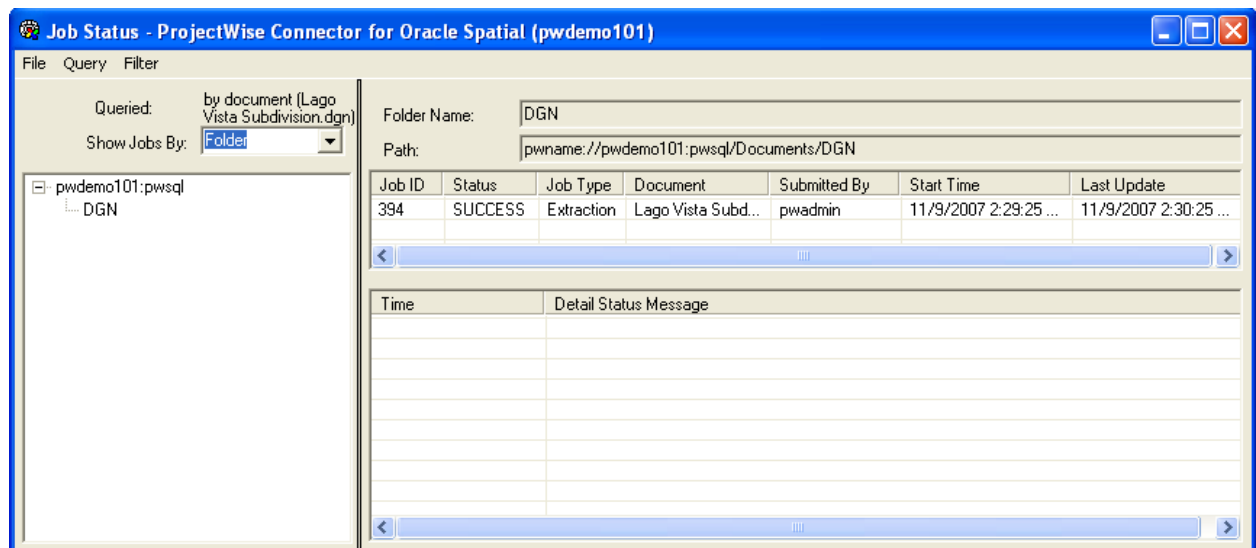 Job Status - ProjectWise Connector for Oracle Spatial (pwdemo101)
File Query Filter
Queried: by document (Lago Vista Subdivision.dgn)
Show Jobs By: Folder
pwdemo101:pwsql
DGN
Folder Name: DGN
Path: pwname://pwdemo101:pwsql/Documents/DGN
Job ID Status Job Type Document Submitted By Start Time Last Update
394 SUCCESS Extraction Lago Vista Subd... pwadmin 11/9/2007 2:29:25 ... 11/9/2007 2:30:25 ...
Time Detail Status Message